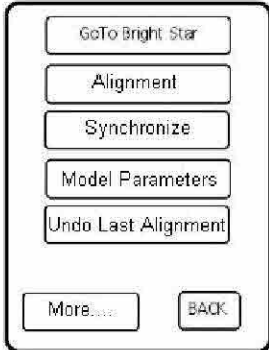 GoTo Bright Star
Alignment
Synchronize
Model Parameters
Undo Last Alignment
More.....
BACK